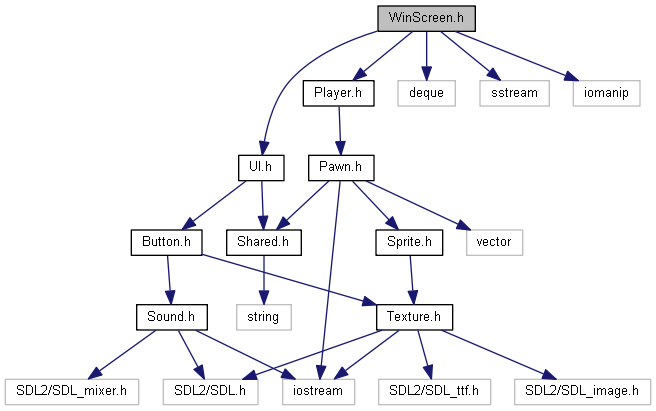 WinScreen.h
Player.h
deque
sstream
iomanip
UI.h
Pawn.h
Button.h
Shared.h
Sprite.h
vector
Sound.h
string
Texture.h
SDL2/SDL_mixer.h
SDL2/SDL.h
iostream
SDL2/SDL_ttf.h
SDL2/SDL_image.h